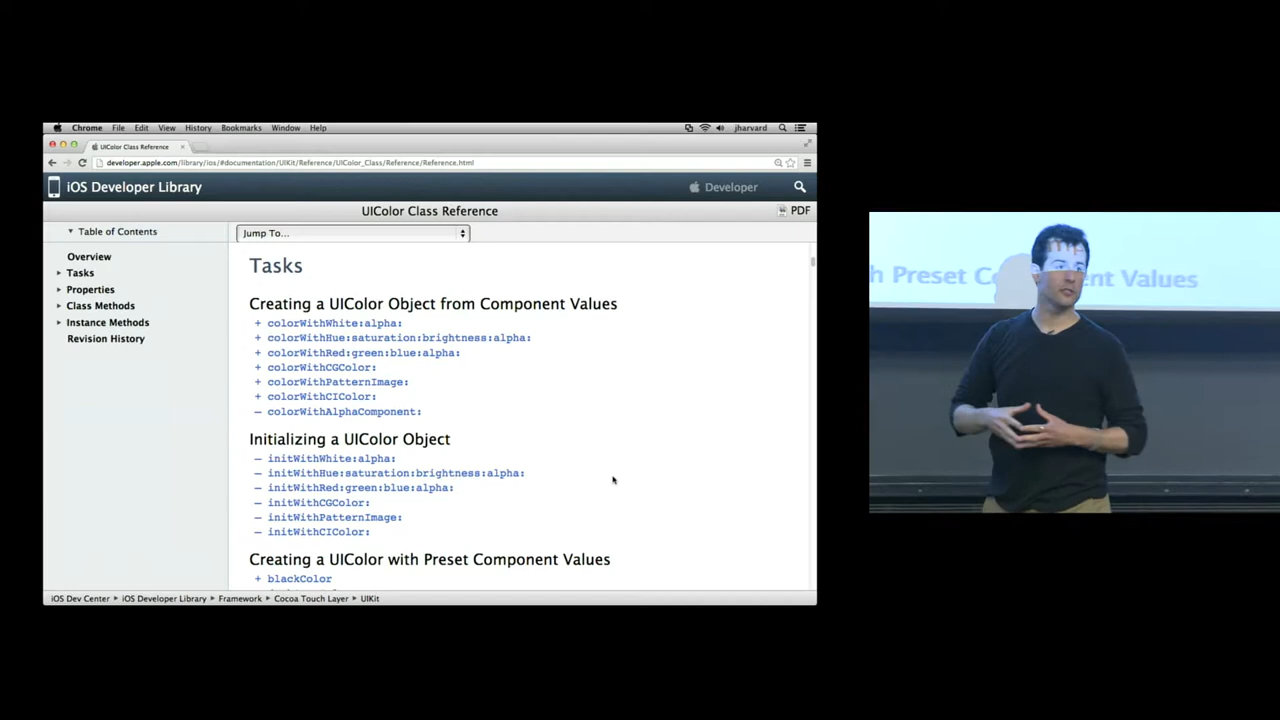 Chrome File Edit View History Bookmarks Window Help jharvard
UIColor Class Reference
developer.apple.com/library/ios/#documentation/UIKit/Reference/UIColor_Class/Reference/Reference.html
iOS Developer Library Developer
UIColor Class Reference PDF
Table of Contents
Jump To...
Overview
Tasks
Properties
Class Methods
Instance Methods
Revision History
Tasks
Creating a UIColor Object from Component Values
+ colorWithWhite:alpha:
+ colorWithHue:saturation:brightness:alpha:
+ colorWithRed:green:blue:alpha:
+ colorWithCGColor:
+ colorWithPatternImage:
+ colorWithCIColor:
– colorWithAlphaComponent:
Initializing a UIColor Object
– initWithWhite:alpha:
– initWithHue:saturation:brightness:alpha:
– initWithRed:green:blue:alpha:
– initWithCGColor:
– initWithPatternImage:
– initWithCIColor:
Creating a UIColor with Preset Component Values
+ blackColor
iOS Dev Center iOS Developer Library Framework Cocoa Touch Layer UIKit
Preset Values